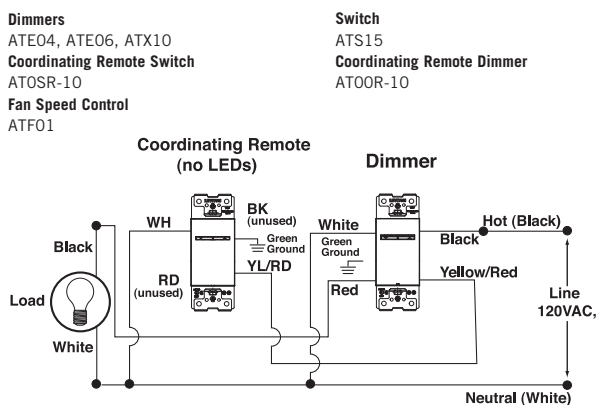 Dimmers
ATE04, ATE06, ATX10
Coordinating Remote Switch
AT0SR-10
Fan Speed Control
ATF01
Switch
ATS15
Coordinating Remote Dimmer
AT00R-10
Coordinating Remote
(no LEDs)
Dimmer
WH
BK
(unused)
Green
Ground
YL/RD
RD
(unused)
White
Green
Ground
Red
Black
Hot (Black)
Yellow/Red
Black
Load
White
Line
120VAC,
Neutral (White)